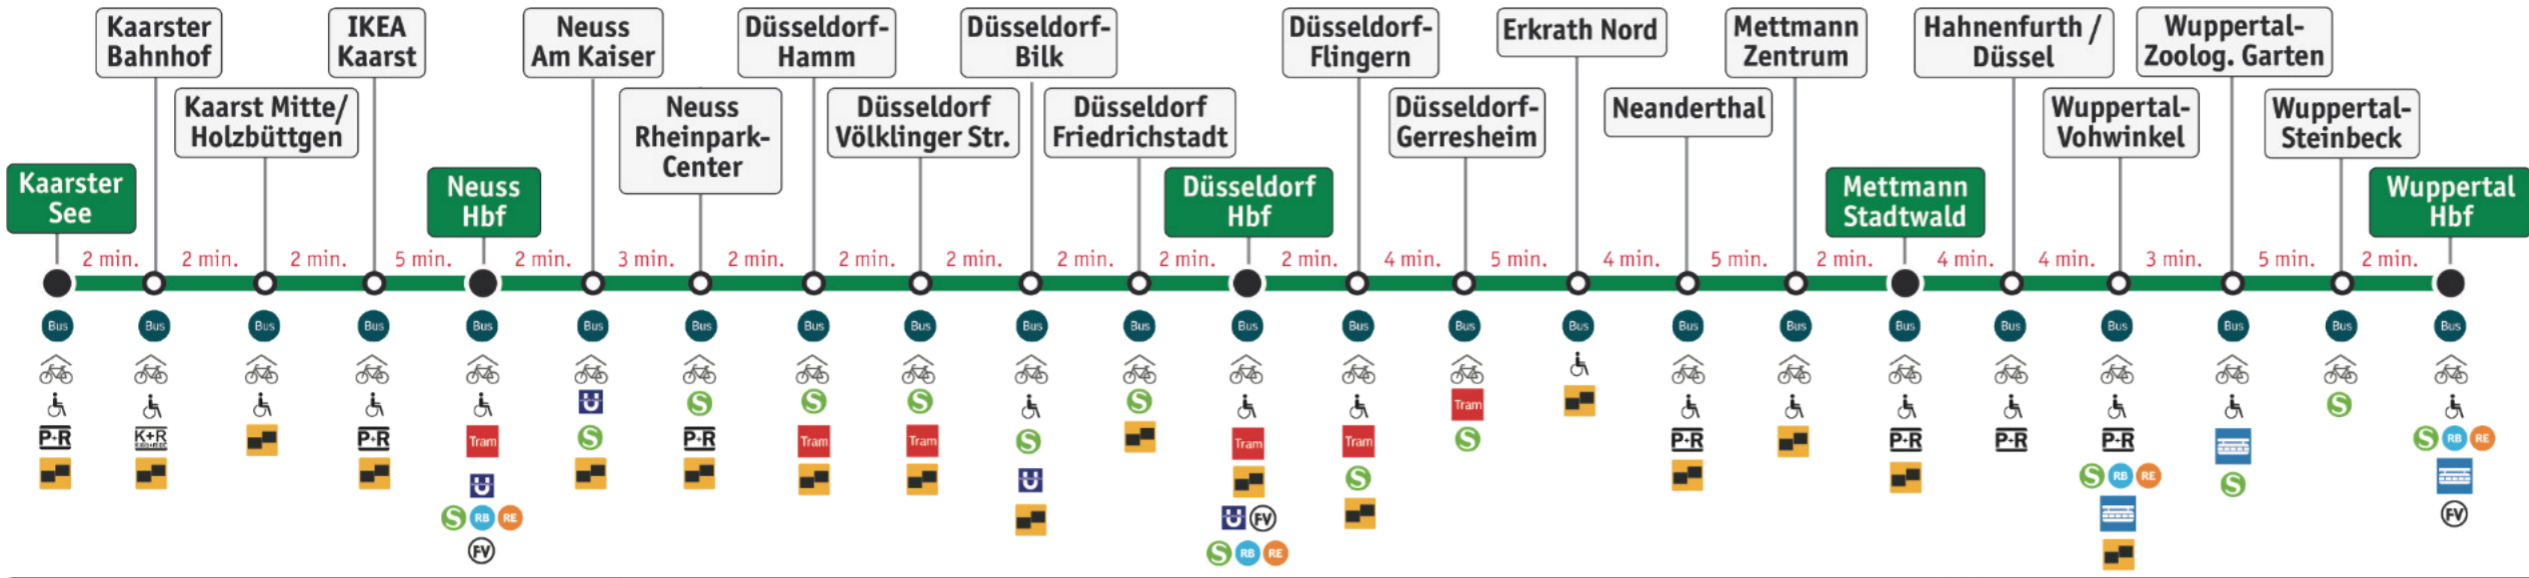 Kaarster
See
Kaarster
Bahnhof
Kaarst Mitte/
Holzbüttgen
IKEA
Kaarst
Neuss
Hbf
Neuss
Am Kaiser
Neuss
Rheinpark-
Center
Düsseldorf-
Hamm
Düsseldorf
Völklinger Str.
Düsseldorf-
Bilk
Düsseldorf
Friedrichstadt
Düsseldorf
Hbf
Düsseldorf-
Flingern
Düsseldorf-
Gerresheim
Erkrath Nord
Neanderthal
Mettmann
Zentrum
Mettmann
Stadtwald
Hahnenfurth /
Düssel
Wuppertal-
Vohwinkel
Wuppertal-
Zoolog. Garten
Wuppertal-
Steinbeck
Wuppertal
Hbf
2 min. 2 min. 2 min. 5 min. 2 min. 3 min. 2 min. 2 min. 2 min. 2 min. 2 min. 2 min. 4 min. 5 min. 4 min. 5 min. 2 min. 4 min. 4 min. 3 min. 5 min. 2 min.
Bus
P+R
Bus
K+R
Bus
Bus
P+R
Bus
Tram
U
S RB RE
FV
Bus
U
S
Bus
S
P+R
Bus
S
Tram
Bus
S
Tram
Bus
S
U
Bus
S
Bus
Tram
U FV
S RB RE
Bus
Tram
S
Bus
Tram
S
Bus
Bus
P+R
Bus
Bus
P+R
Bus
P+R
Bus
P+R
S RB RE
Bus
S
Bus
S
Bus
S RB RE
FV